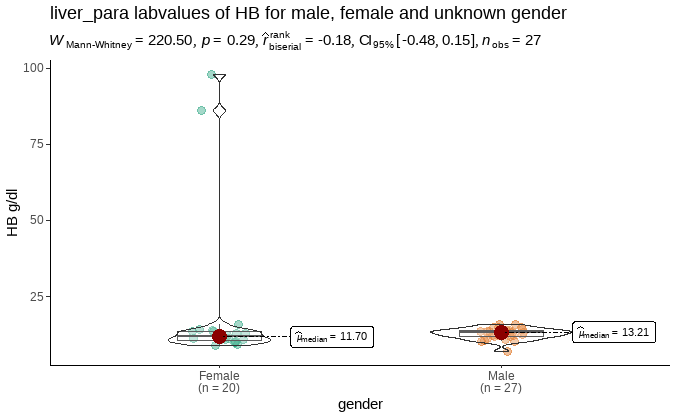 liver_para labvalues of HB for male, female and unknown gender
W Mann-Whitney = 220.50, p = 0.29, r̂ rank biserial = -0.18, CI 95% [-0.48, 0.15], n obs = 27
HB g/dl
100
75
50
25
μ̂ median = 11.70
μ̂ median = 13.21
Female
(n = 20)
Male
(n = 27)
gender